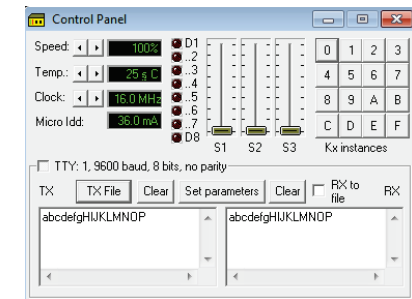 Control Panel
Speed: 100%
Temp.: 25 ş C
Clock: 16.0 MHz
Micro Idd: 36.0 mA
D1
..2
..3
..4
..5
..6
..7
D8
S1 S2 S3
0 1 2 3
4 5 6 7
8 9 A B
C D E F
Kx instances
TTY: 1, 9600 baud, 8 bits, no parity
TX TX File Clear Set parameters Clear RX to file RX
abcdefgHIJKLMNOP abcdefgHIJKLMNOP